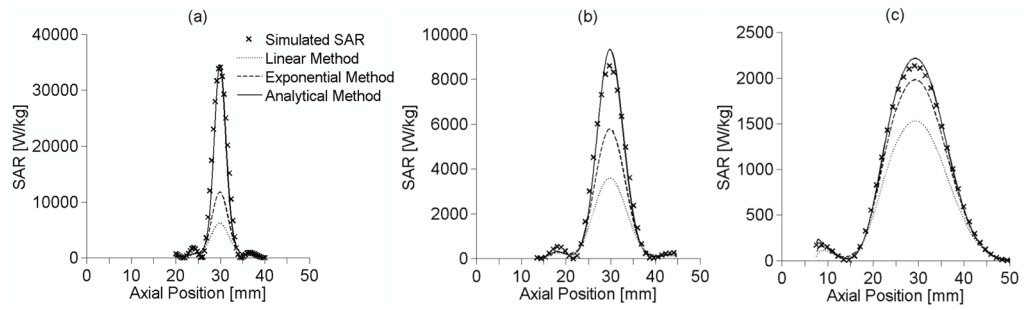 (a)
SAR [W/kg]
40000
30000
20000
10000
0
0 10 20 30 40 50
Axial Position [mm]
Simulated SAR
Linear Method
Exponential Method
Analytical Method
(b)
SAR [W/kg]
10000
8000
6000
4000
2000
0
0 10 20 30 40 50
Axial Position [mm]
(c)
SAR [W/kg]
2500
2000
1500
1000
500
0
0 10 20 30 40 50
Axial Position [mm]